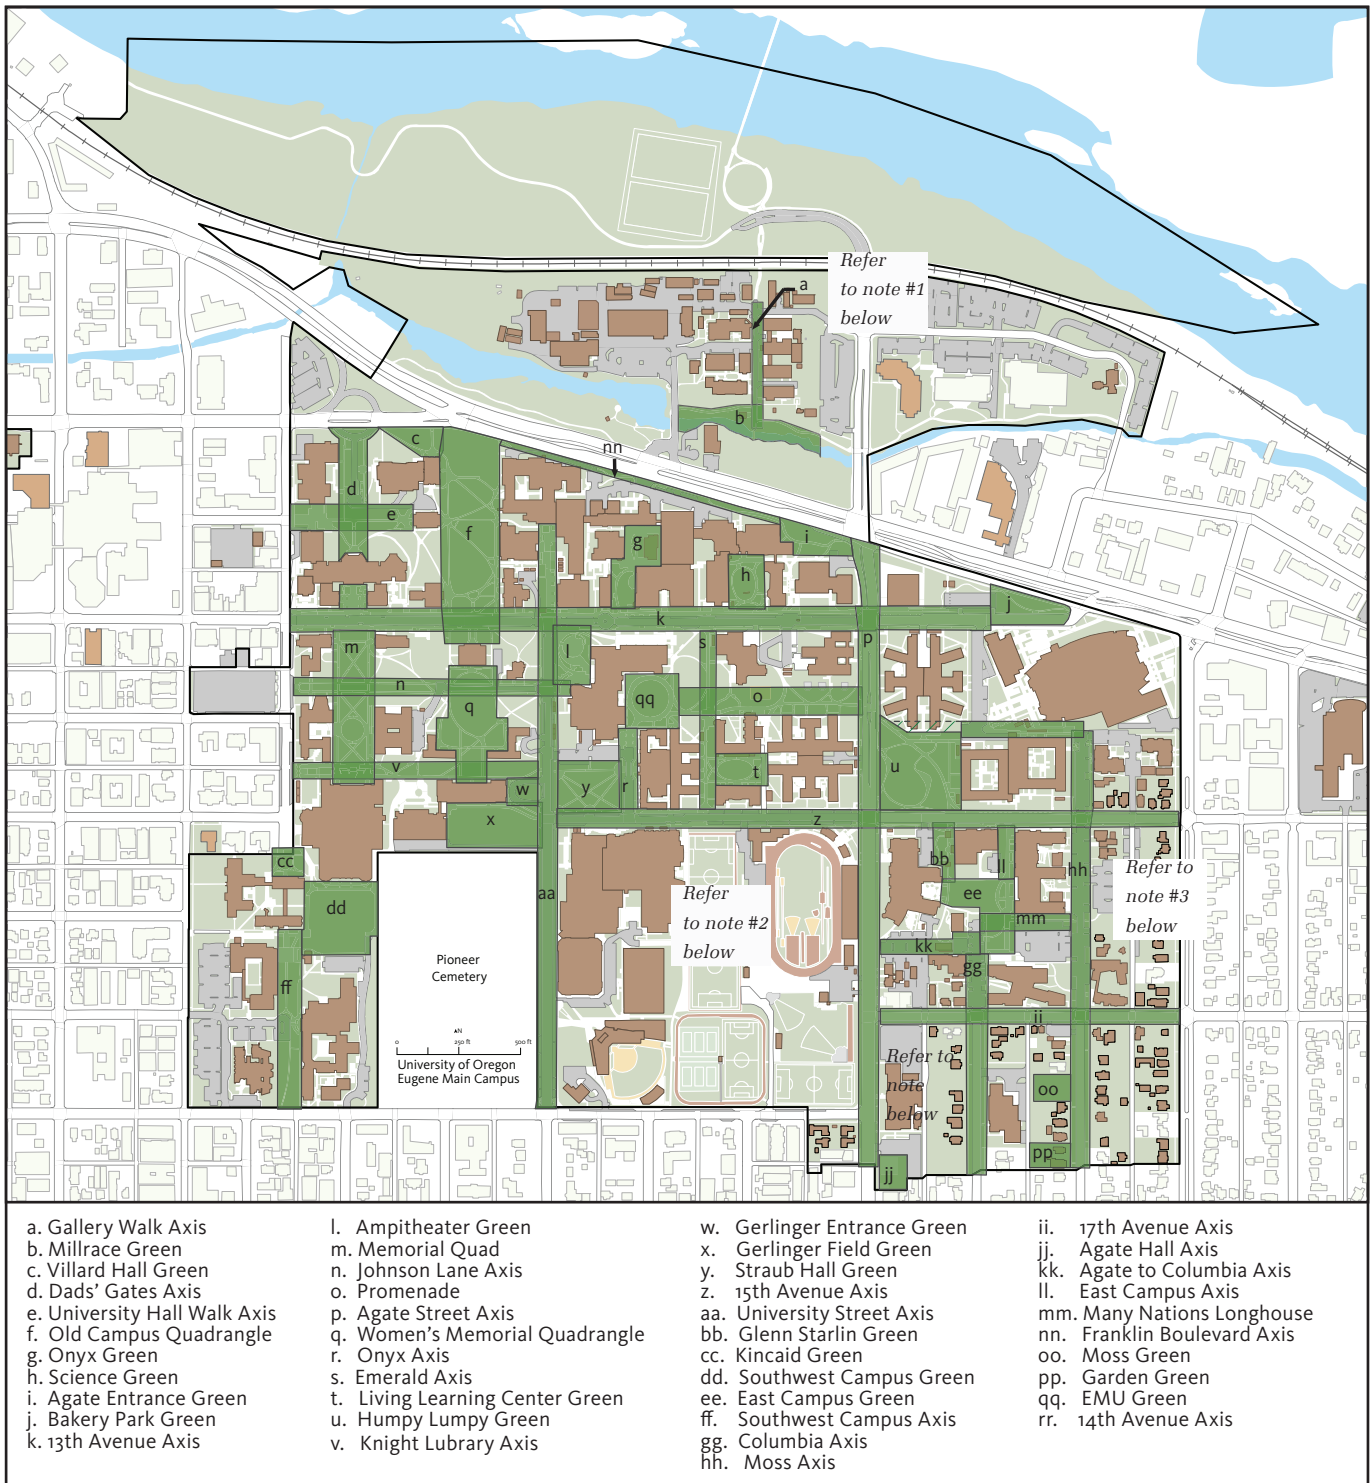 Refer
to note #1
below
a
b
nn
c
d
e
f
g
h
i
j
k
l
m
n
o
p
q
qq
r
s
t
u
v
w
x
y
z
aa
bb
ll
hh
cc
dd
ee
mm
kk
gg
ff
ii
oo
pp
jj
Refer
to note #2
below
Refer to
note #3
below
Refer to
note
below
Pioneer
Cemetery
N
0 250 ft 500 ft
University of Oregon
Eugene Main Campus
a. Gallery Walk Axis
b. Millrace Green
c. Villard Hall Green
d. Dads' Gates Axis
e. University Hall Walk Axis
f. Old Campus Quadrangle
g. Onyx Green
h. Science Green
i. Agate Entrance Green
j. Bakery Park Green
k. 13th Avenue Axis
l. Ampitheater Green
m. Memorial Quad
n. Johnson Lane Axis
o. Promenade
p. Agate Street Axis
q. Women's Memorial Quadrangle
r. Onyx Axis
s. Emerald Axis
t. Living Learning Center Green
u. Humpy Lumpy Green
v. Knight Lubrary Axis
w. Gerlinger Entrance Green
x. Gerlinger Field Green
y. Straub Hall Green
z. 15th Avenue Axis
aa. University Street Axis
bb. Glenn Starlin Green
cc. Kincaid Green
dd. Southwest Campus Green
ee. East Campus Green
ff. Southwest Campus Axis
gg. Columbia Axis
hh. Moss Axis
ii. 17th Avenue Axis
jj. Agate Hall Axis
kk. Agate to Columbia Axis
ll. East Campus Axis
mm. Many Nations Longhouse
nn. Franklin Boulevard Axis
oo. Moss Green
pp. Garden Green
qq. EMU Green
rr. 14th Avenue Axis